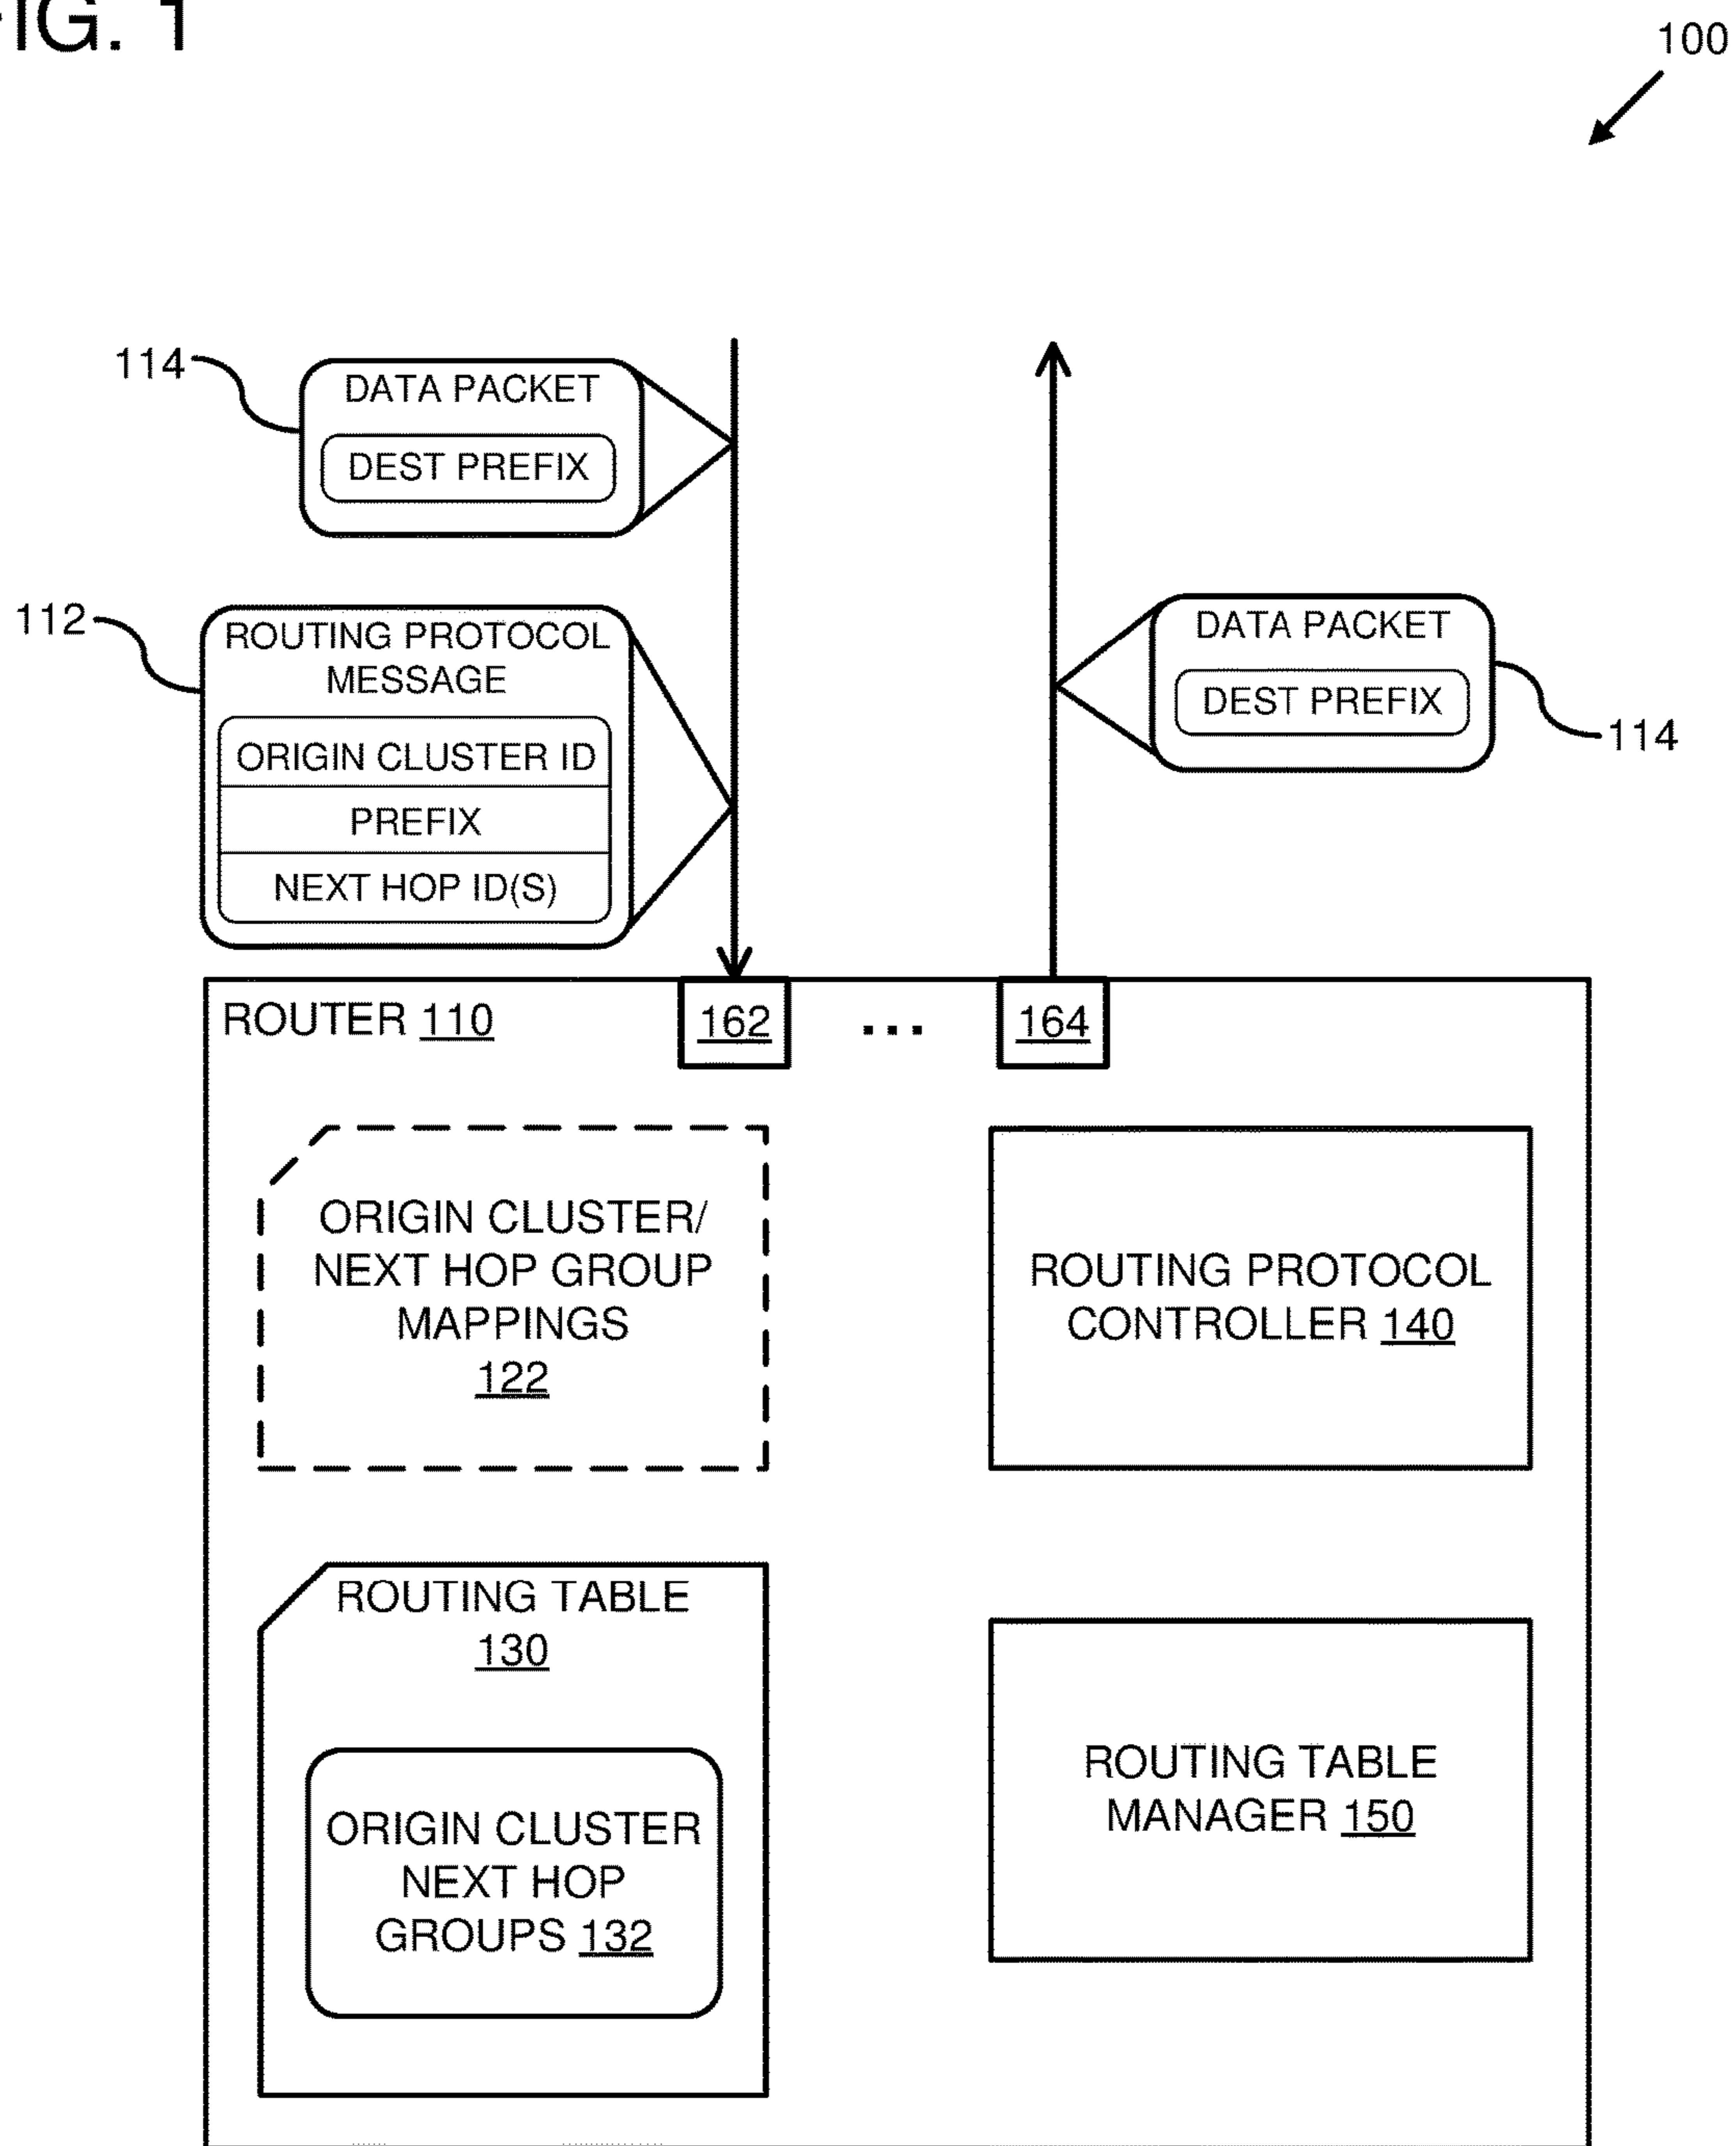 FIG. 1
100
114
DATA PACKET
DEST PREFIX
112
ROUTING PROTOCOL
MESSAGE
ORIGIN CLUSTER ID
PREFIX
NEXT HOP ID(S)
DATA PACKET
DEST PREFIX
114
ROUTER 110
162
...
164
ORIGIN CLUSTER/
NEXT HOP GROUP
MAPPINGS
122
ROUTING PROTOCOL
CONTROLLER 140
ROUTING TABLE
130
ORIGIN CLUSTER
NEXT HOP
GROUPS 132
ROUTING TABLE
MANAGER 150